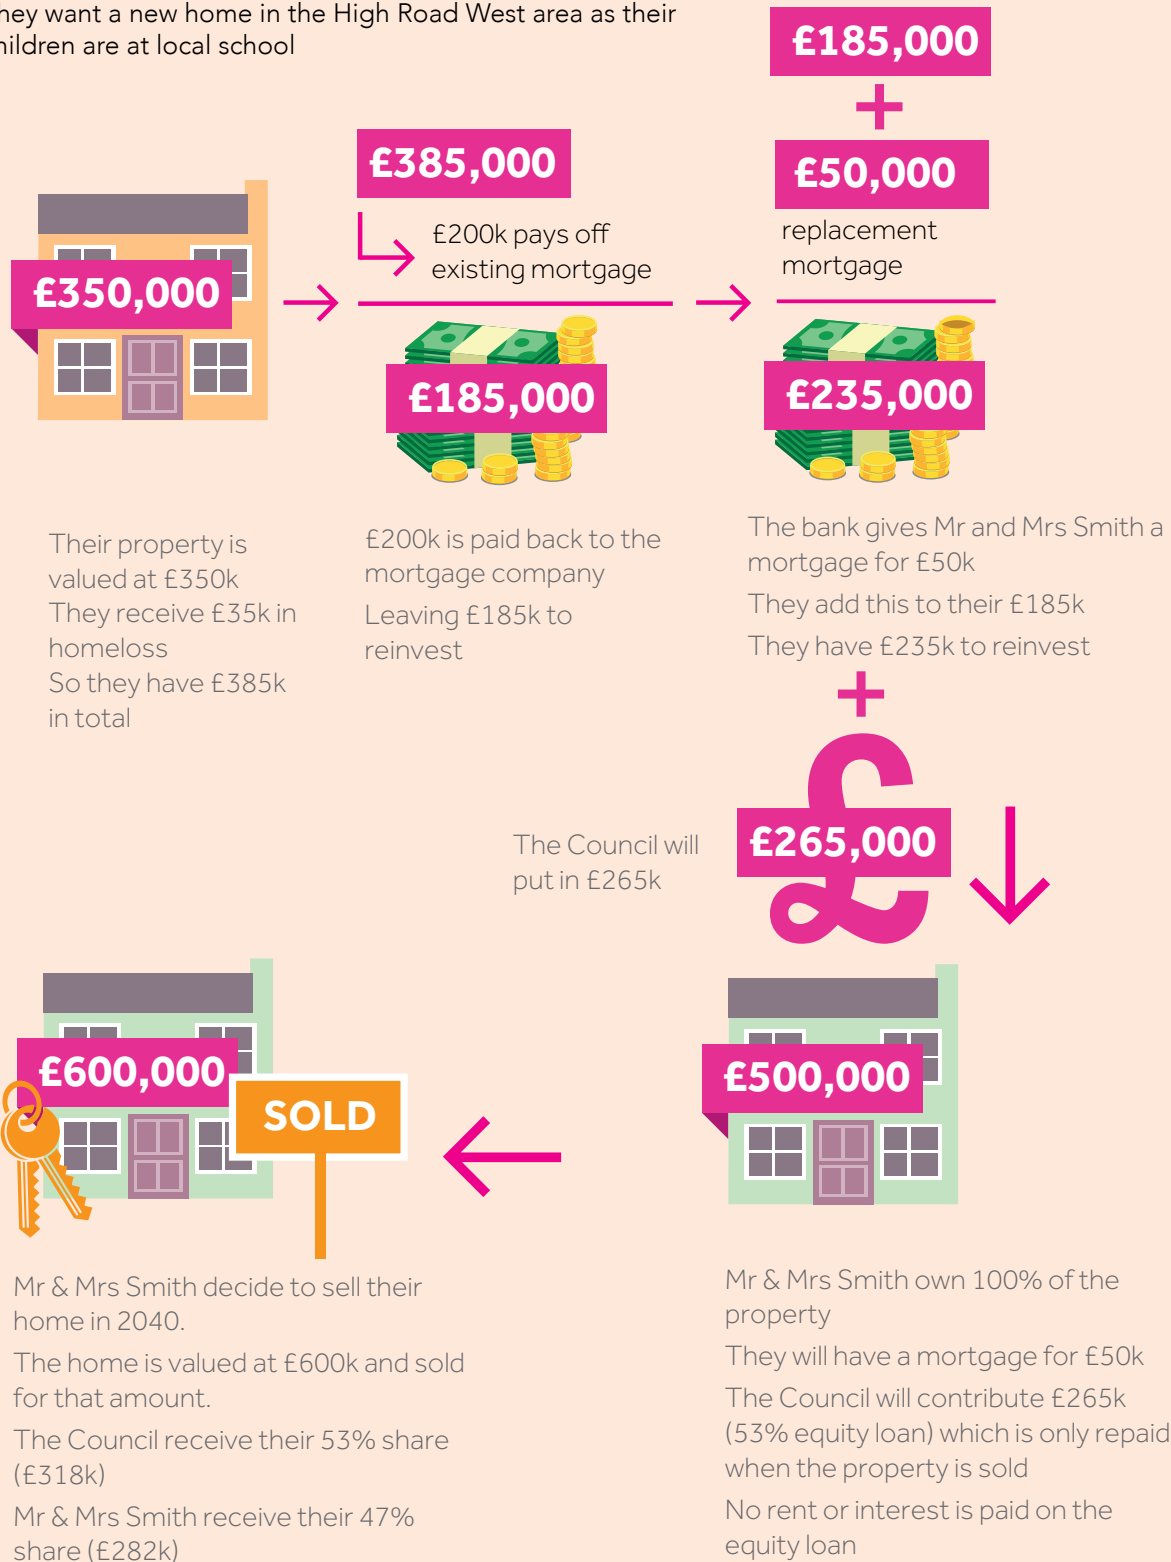 hey want a new home in the High Road West area as their
hildren are at local school
£350,000
£385,000
£200k pays off
existing mortgage
£185,000
£185,000
+
£50,000
replacement
mortgage
£235,000
Their property is
valued at £350k
They receive £35k in
homeloss
So they have £385k
in total
£200k is paid back to the
mortgage company
Leaving £185k to
reinvest
The bank gives Mr and Mrs Smith a
mortgage for £50k
They add this to their £185k
They have £235k to reinvest
+
£
The Council will
put in £265k
£265,000
£500,000
Mr & Mrs Smith own 100% of the
property
They will have a mortgage for £50k
The Council will contribute £265k
(53% equity loan) which is only repaid
when the property is sold
No rent or interest is paid on the
equity loan
£600,000
SOLD
Mr & Mrs Smith decide to sell their
home in 2040.
The home is valued at £600k and sold
for that amount.
The Council receive their 53% share
(£318k)
Mr & Mrs Smith receive their 47%
share (£282k)